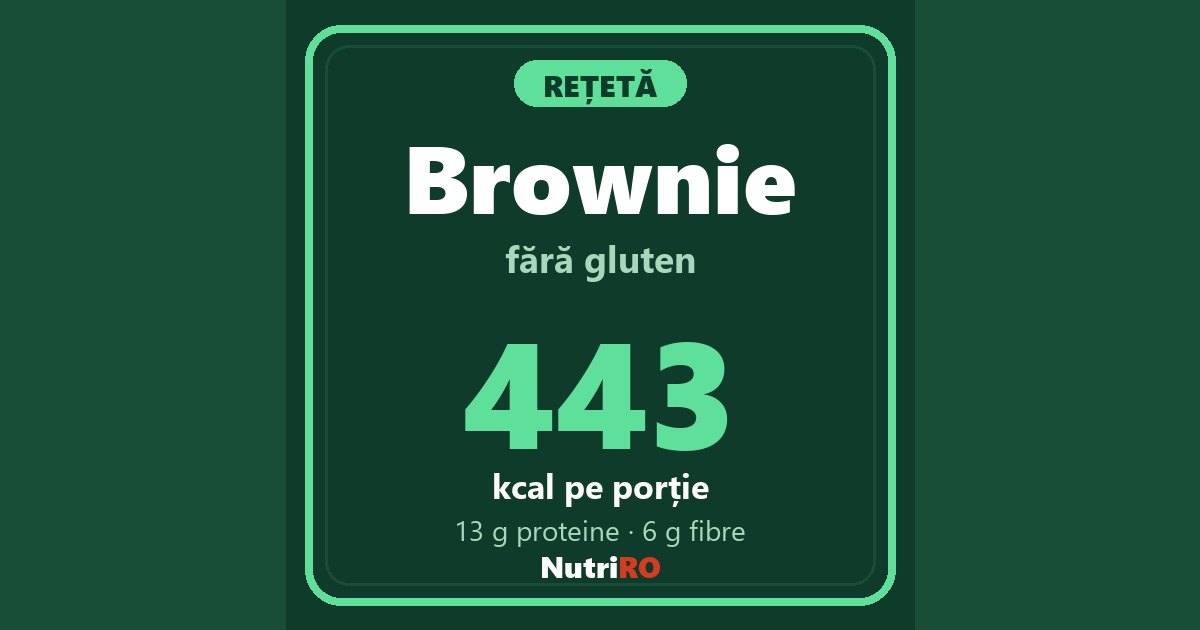 REȚETĂ
Brownie
fără gluten
443
kcal pe porție
13 g proteine · 6 g fibre
NutriRO